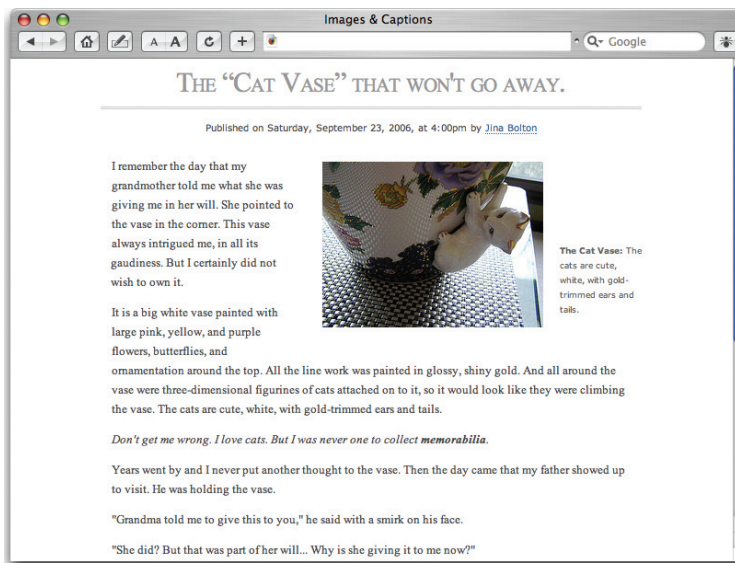 Images & Captions
A A
Google
THE “CAT VASE” THAT WON'T GO AWAY.
Published on Saturday, September 23, 2006, at 4:00pm by Jina Bolton
I remember the day that my
grandmother told me what she was
giving me in her will. She pointed to
the vase in the corner. This vase
always intrigued me, in all its
gaudiness. But I certainly did not
wish to own it.
The Cat Vase: The
cats are cute,
white, with gold-
trimmed ears and
tails.
It is a big white vase painted with
large pink, yellow, and purple
flowers, butterflies, and
ornamentation around the top. All the line work was painted in glossy, shiny gold. And all around the
vase were three-dimensional figurines of cats attached on to it, so it would look like they were climbing
the vase. The cats are cute, white, with gold-trimmed ears and tails.
Don't get me wrong. I love cats. But I was never one to collect memorabilia.
Years went by and I never put another thought to the vase. Then the day came that my father showed up
to visit. He was holding the vase.
"Grandma told me to give this to you," he said with a smirk on his face.
"She did? But that was part of her will... Why is she giving it to me now?"